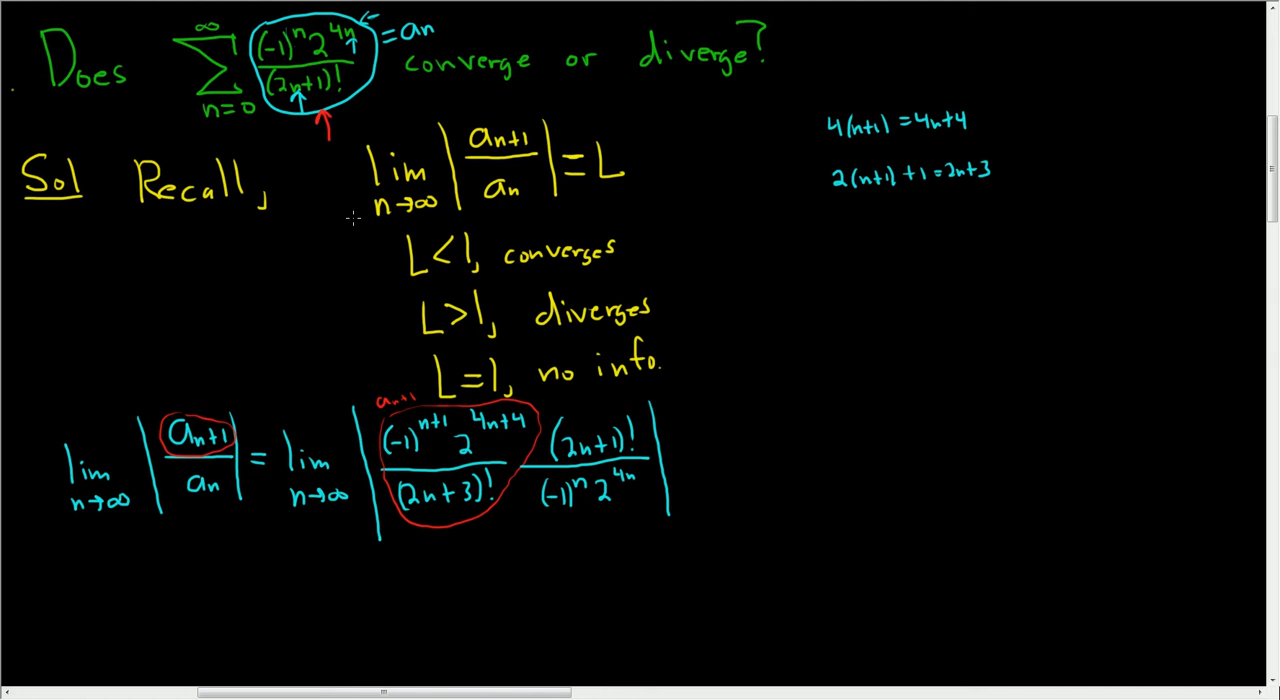 Does ∑_{n=0}^{∞} (-1)^n 2^{4n} / (2n+1)! = an converge or diverge?
4(n+1) = 4n+4
2(n+1)+1 = 2n+3
Sol Recall, lim_{n→∞} |a_{n+1} / a_n| = L
L < 1, converges
L > 1, diverges
L = 1, no info.
a_{n+1}
lim_{n→∞} |a_{n+1} / a_n| = lim_{n→∞} | (-1)^{n+1} 2^{4n+4} / (2n+3)! (2n+1)! / (-1)^n 2^{4n} |